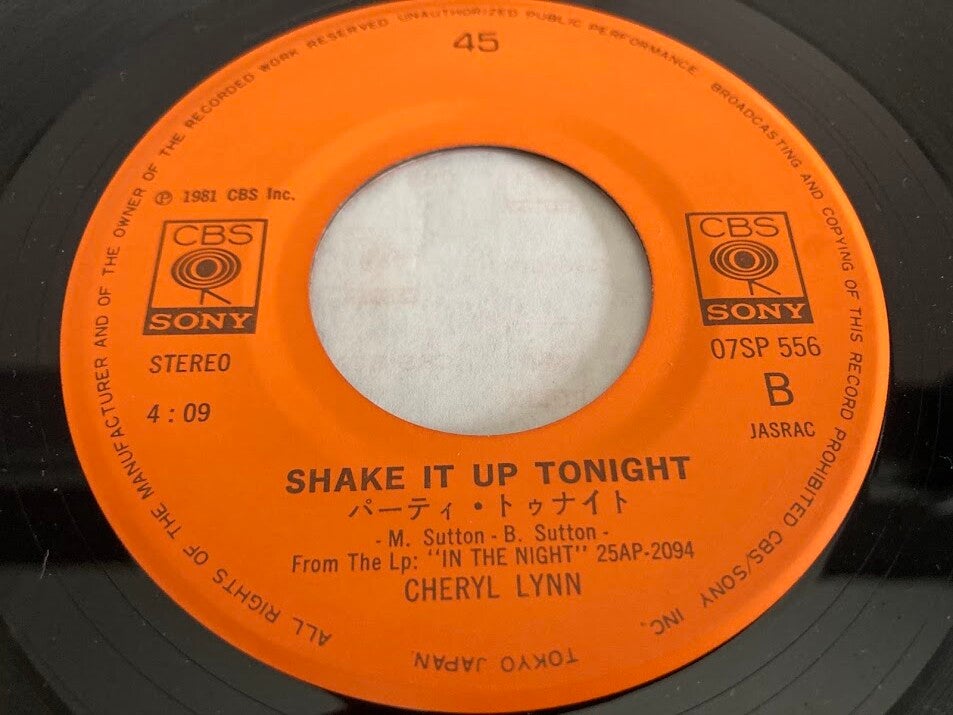 ALL RIGHTS OF THE MANUFACTURER AND OF THE OWNER OF THE RECORDED WORK RESERVED UNAUTHORIZED PUBLIC PERFORMANCE. BROADCASTING AND COPYING OF THIS RECORD PROHIBITED CBS/SONY INC. TOKYO JAPAN.
45
Ⓟ 1981 CBS Inc.
CBS
SONY
CBS
SONY
STEREO
4 : 09
07SP 556
B
JASRAC
SHAKE IT UP TONIGHT
パーティ・トゥナイト
- M. Sutton - B. Sutton -
From The Lp: "IN THE NIGHT" 25AP-2094
CHERYL LYNN